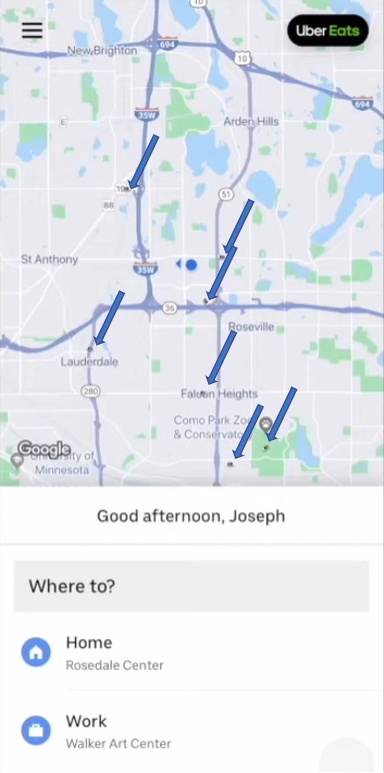 New Brighton
694
10
10
Uber Eats
694
35W
E
Arden Hills
88
51
St Anthony
35W
36
Roseville
Lauderdale
280
Falcon Heights
Como Park Zoo
& Conservato
Google
University of
Minnesota
Good afternoon, Joseph
Where to?
Home
Rosedale Center
Work
Walker Art Center